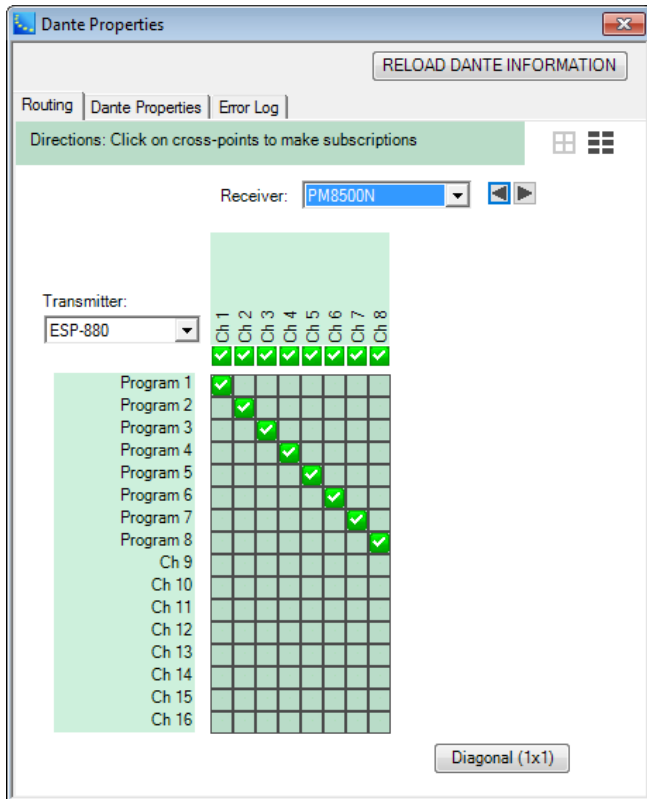 Dante Properties
RELOAD DANTE INFORMATION
Routing Dante Properties Error Log
Directions: Click on cross-points to make subscriptions
Receiver: PM8500N
Transmitter:
ESP-880
Ch 1 Ch 2 Ch 3 Ch 4 Ch 5 Ch 6 Ch 7 Ch 8
Program 1
Program 2
Program 3
Program 4
Program 5
Program 6
Program 7
Program 8
Ch 9
Ch 10
Ch 11
Ch 12
Ch 13
Ch 14
Ch 15
Ch 16
Diagonal (1x1)